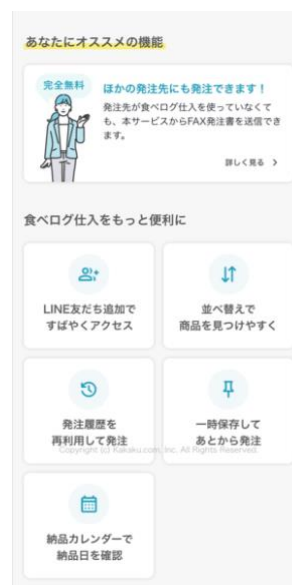 あなたにオススメの機能
完全無料
ほかの発注先にも発注できます！
発注先が食べログ仕入を使っていなくて
も、本サービスからFAX発注書を送信でき
ます。
詳しく見る
食べログ仕入をもっと便利に
LINE友だち追加で
すばやくアクセス
並べ替えで
商品を見つけやすく
発注履歴を
再利用して発注
一時保存して
あとから発注
Copyright (c) Kakaku.com, Inc. All Rights Reserved.
納品カレンダーで
納品日を確認